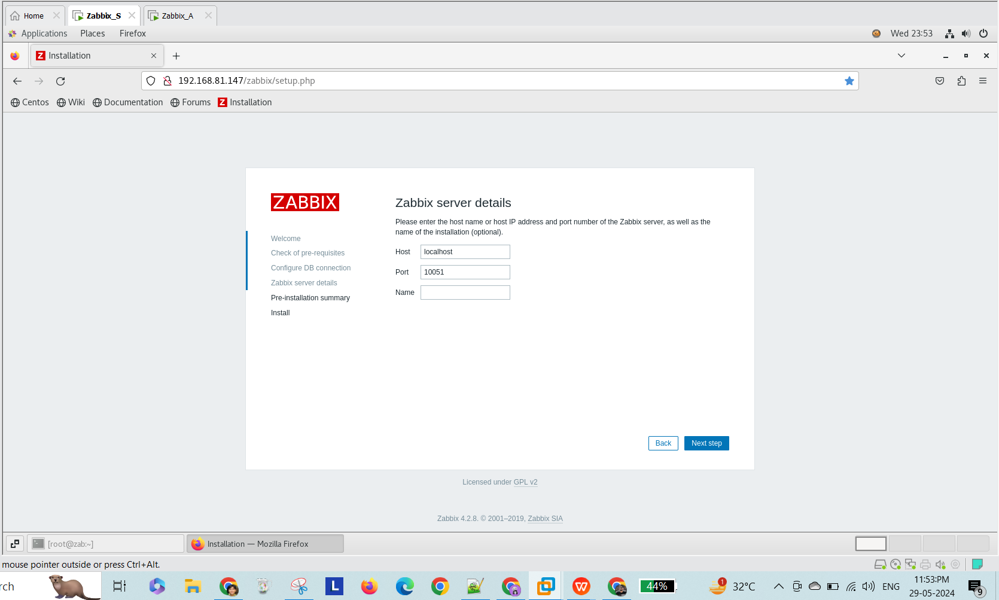 Home
Zabbix_S
Zabbix_A
Applications Places Firefox
Wed 23:53
Z Installation
192.168.81.147/zabbix/setup.php
Centos Wiki Documentation Forums Z Installation
ZABBIX
Zabbix server details
Please enter the host name or host IP address and port number of the Zabbix server, as well as the
name of the installation (optional).
Welcome
Check of pre-requisites
Configure DB connection
Zabbix server details
Pre-installation summary
Install
Host localhost
Port 10051
Name
Back Next step
Licensed under GPL v2
Zabbix 4.2.8. © 2001–2019, Zabbix SIA
[root@zab:~]
Installation — Mozilla Firefox
mouse pointer outside or press Ctrl+Alt.
rch
L
W
44%
1
32°C
ENG
11:53:PM
29-05-2024
9